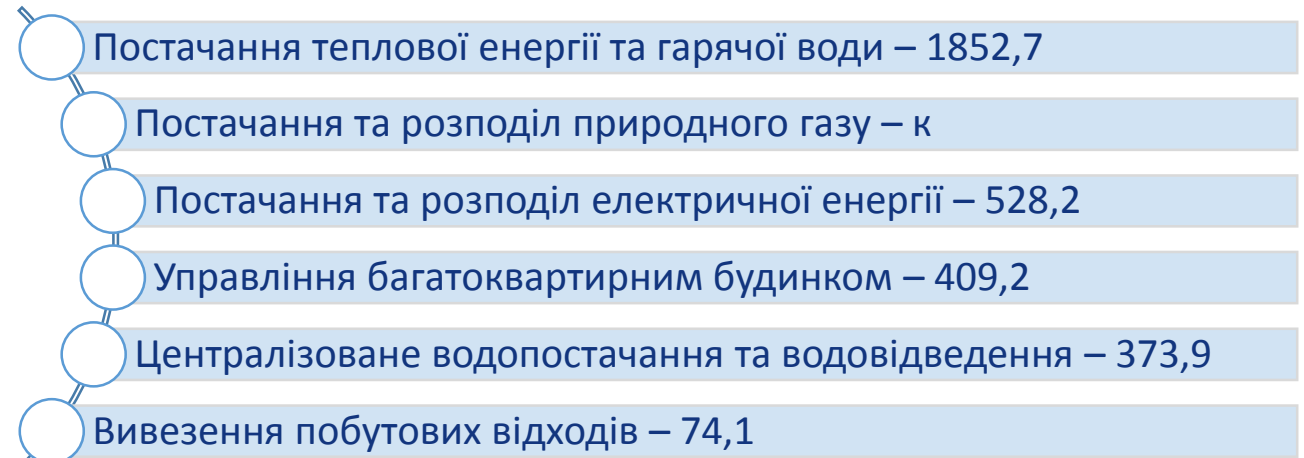 Постачання теплової енергії та гарячої води – 1852,7
Постачання та розподіл природного газу – к
Постачання та розподіл електричної енергії – 528,2
Управління багатоквартирним будинком – 409,2
Централізоване водопостачання та водовідведення – 373,9
Вивезення побутових відходів – 74,1